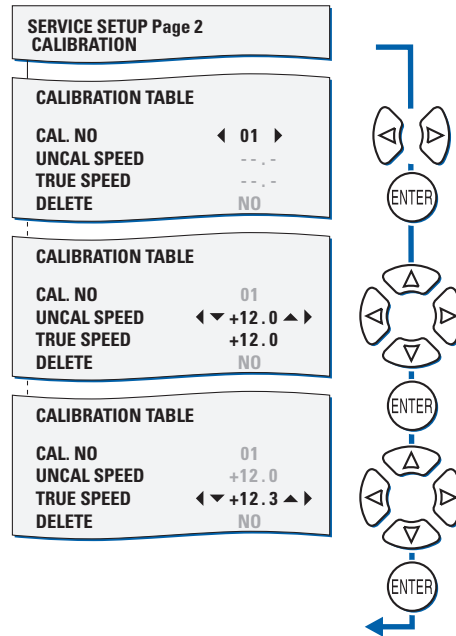 SERVICE SETUP Page 2
CALIBRATION
CALIBRATION TABLE
CAL. NO 01
UNCAL SPEED --.-
TRUE SPEED --.-
DELETE NO
ENTER
CALIBRATION TABLE
CAL. NO 01
UNCAL SPEED +12.0
TRUE SPEED +12.0
DELETE NO
ENTER
CALIBRATION TABLE
CAL. NO 01
UNCAL SPEED +12.0
TRUE SPEED +12.3
DELETE NO
ENTER